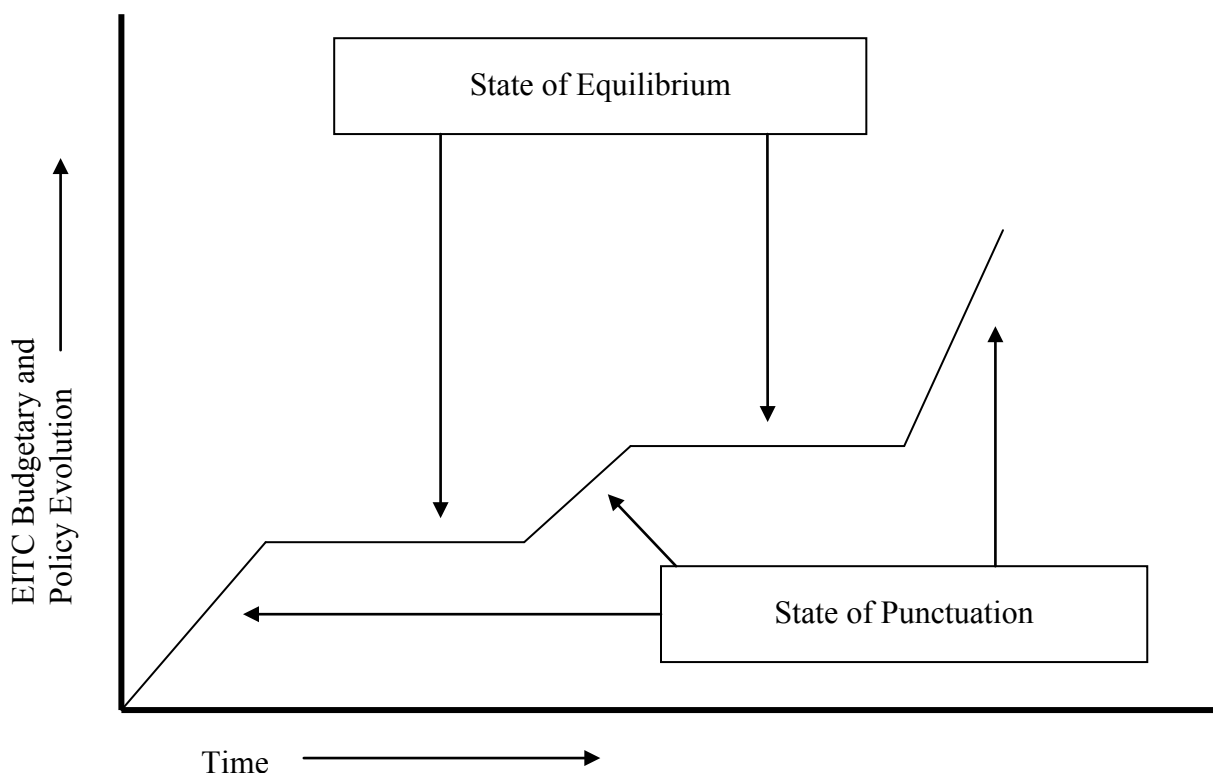 State of Equilibrium
EITC Budgetary and
Policy Evolution
State of Punctuation
Time